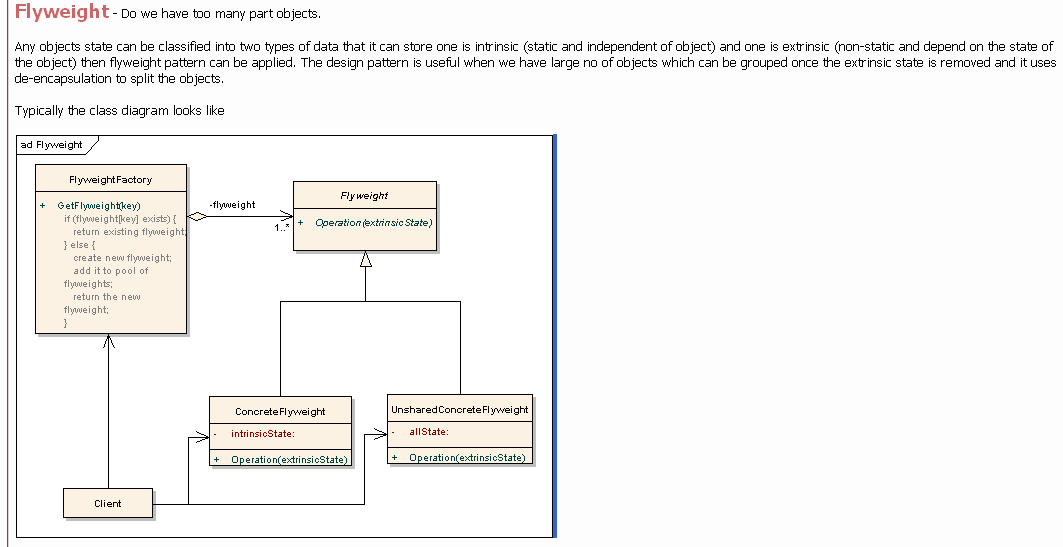 Flyweight - Do we have too many part objects.
Any objects state can be classified into two types of data that it can store one is intrinsic (static and independent of object) and one is extrinsic (non-static and depend on the state of
the object) then flyweight pattern can be applied. The design pattern is useful when we have large no of objects which can be grouped once the extrinsic state is removed and it uses
de-encapsulation to split the objects.
Typically the class diagram looks like
ad Flyweight
FlyweightFactory
+ GetFlyweight(key)
if (flyweight[key] exists) {
return existing flyweight;
} else {
create new flyweight;
add it to pool of
flyweights;
return the new
flyweight;
}
-flyweight
1..*
Flyweight
+ Operation(extrinsicState)
ConcreteFlyweight
- intrinsicState:
+ Operation(extrinsicState)
UnsharedConcreteFlyweight
- allState:
+ Operation(extrinsicState)
Client